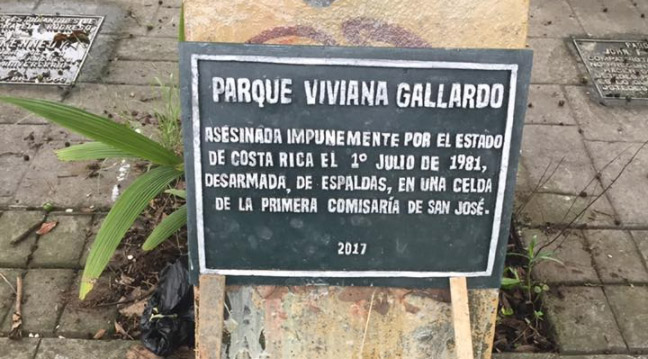 PARQUE VIVIANA GALLARDO
ASESINADA IMPUNEMENTE POR EL ESTADO
DE COSTA RICA EL 1º JULIO DE 1981,
DESARMADA, DE ESPALDAS, EN UNA CELDA
DE LA PRIMERA COMISARÍA DE SAN JOSÉ.
2017